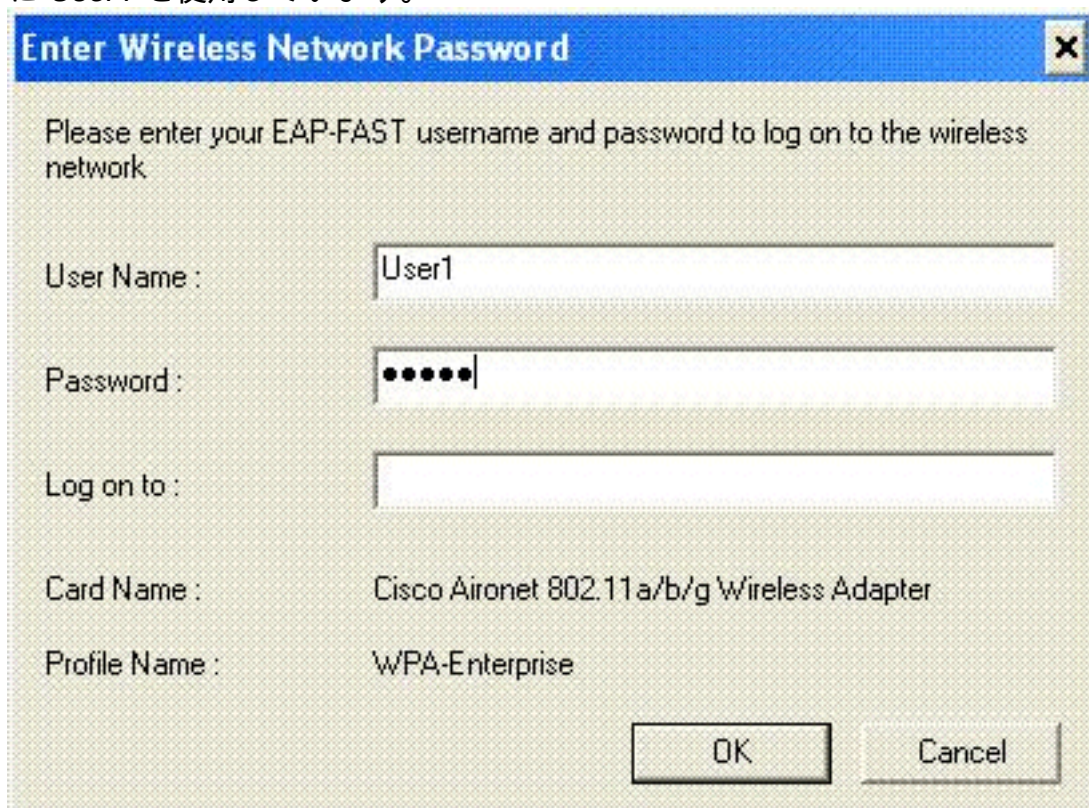 Enter Wireless Network Password
Please enter your EAP-FAST username and password to log on to the wireless
network
User Name : User1
Password : •••••
Log on to :
Card Name : Cisco Aironet 802.11a/b/g Wireless Adapter
Profile Name : WPA-Enterprise
OK Cancel